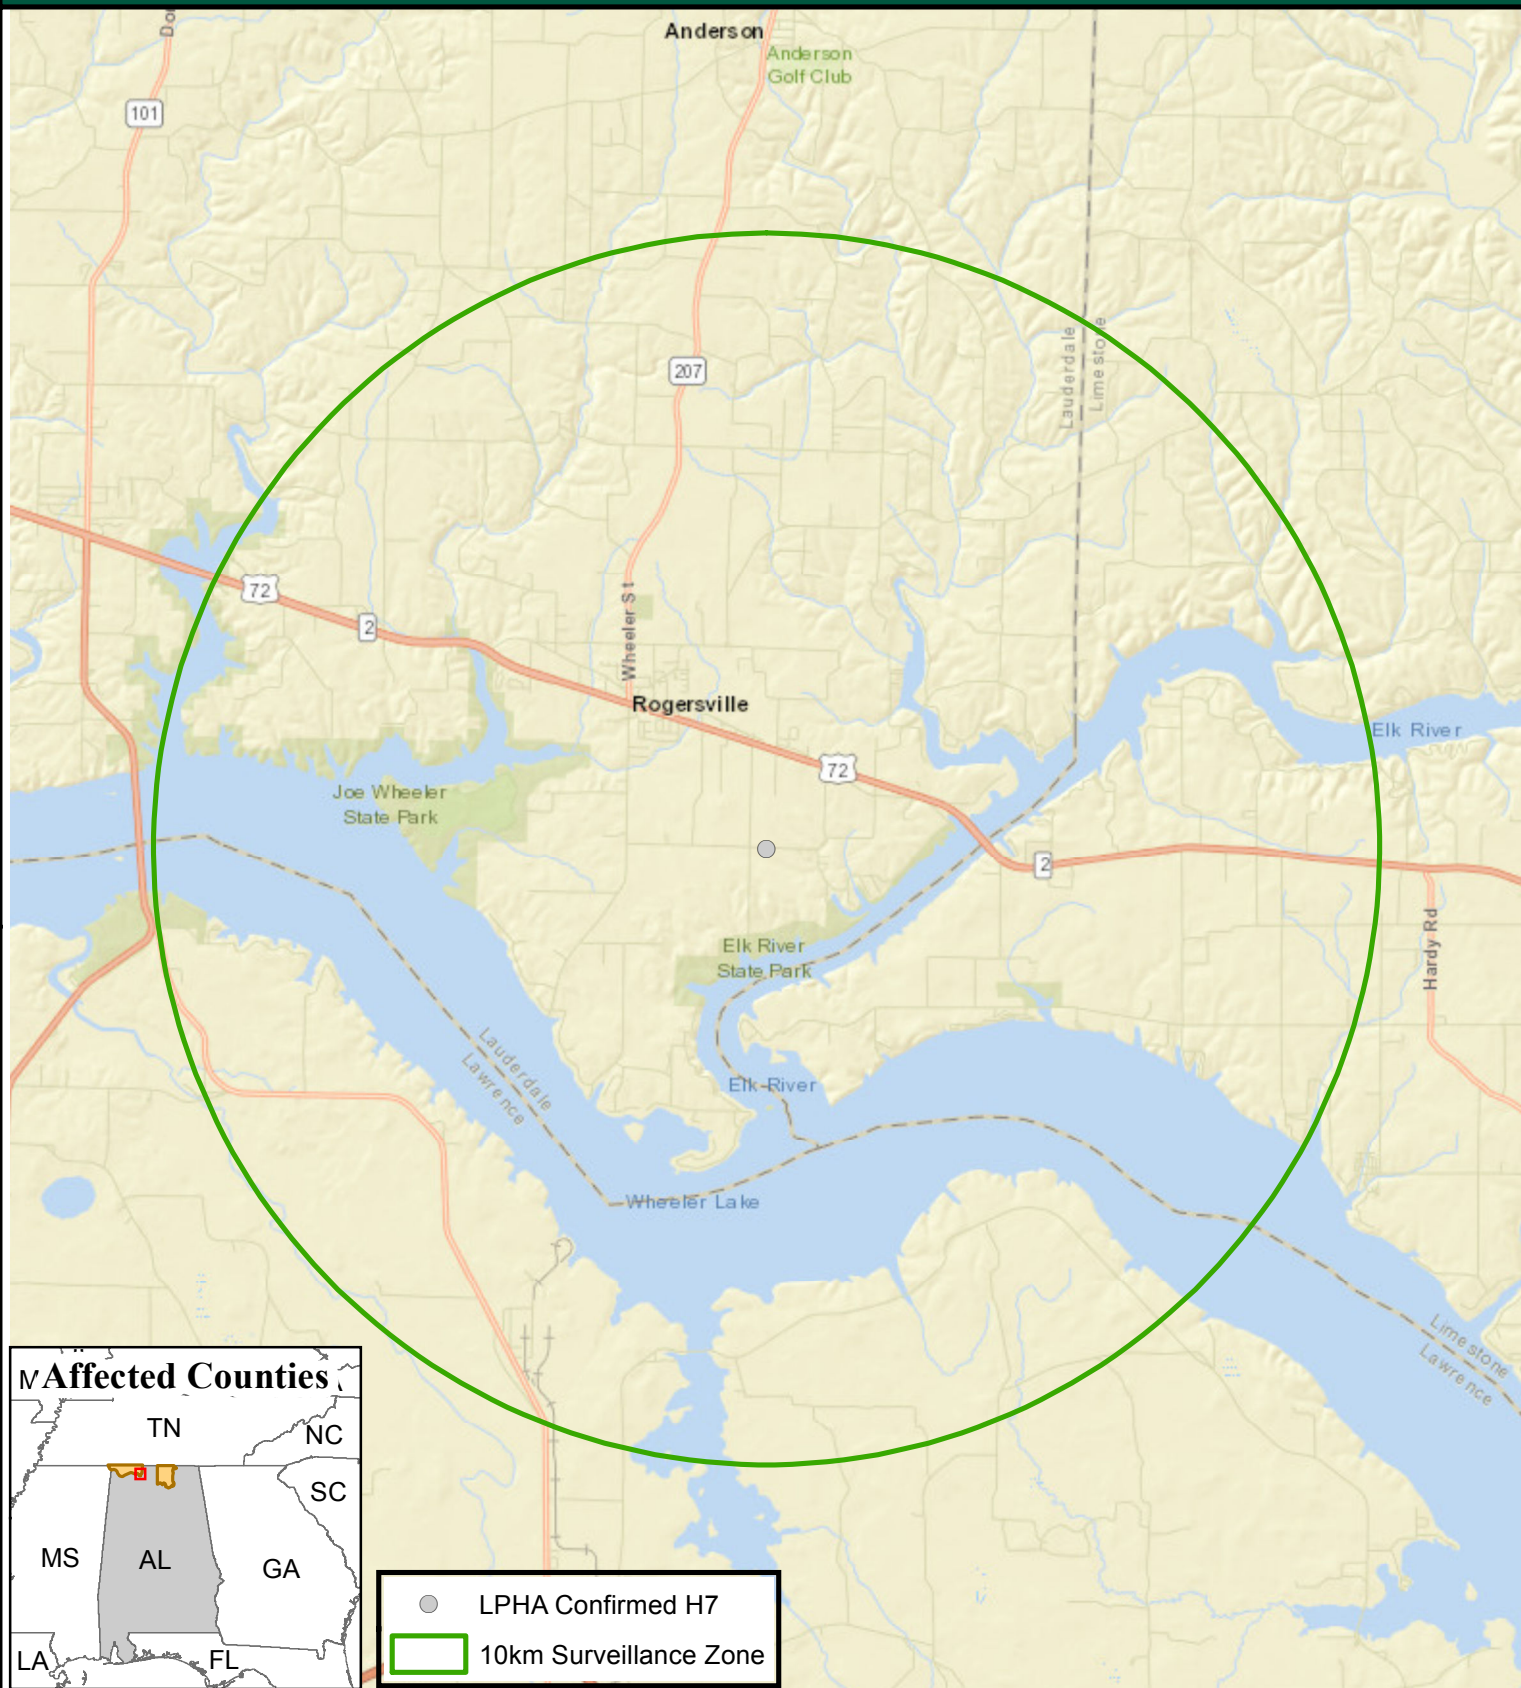 Anderson
Anderson
Golf Club
101
Lauderdale
Limestone
207
72
2
Wheeler St
Rogersville
Elk River
72
Joe Wheeler
State Park
2
Hardy Rd
Elk River
State Park
Lauderdale
Lawrence
Elk River
Wheeler Lake
Limestone
Lawrence
Affected Counties
TN
NC
SC
MS
AL
GA
LA
FL
LPHA Confirmed H7
10km Surveillance Zone